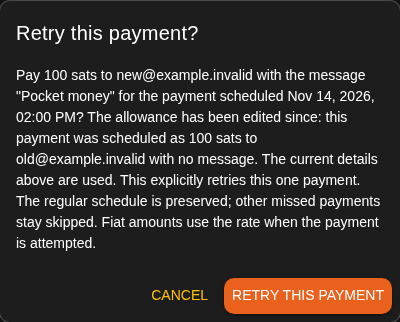 Retry this payment?
Pay 100 sats to new@example.invalid with the message
"Pocket money" for the payment scheduled Nov 14, 2026,
02:00 PM? The allowance has been edited since: this
payment was scheduled as 100 sats to
old@example.invalid with no message. The current details
above are used. This explicitly retries this one payment.
The regular schedule is preserved; other missed payments
stay skipped. Fiat amounts use the rate when the payment
is attempted.
CANCEL RETRY THIS PAYMENT